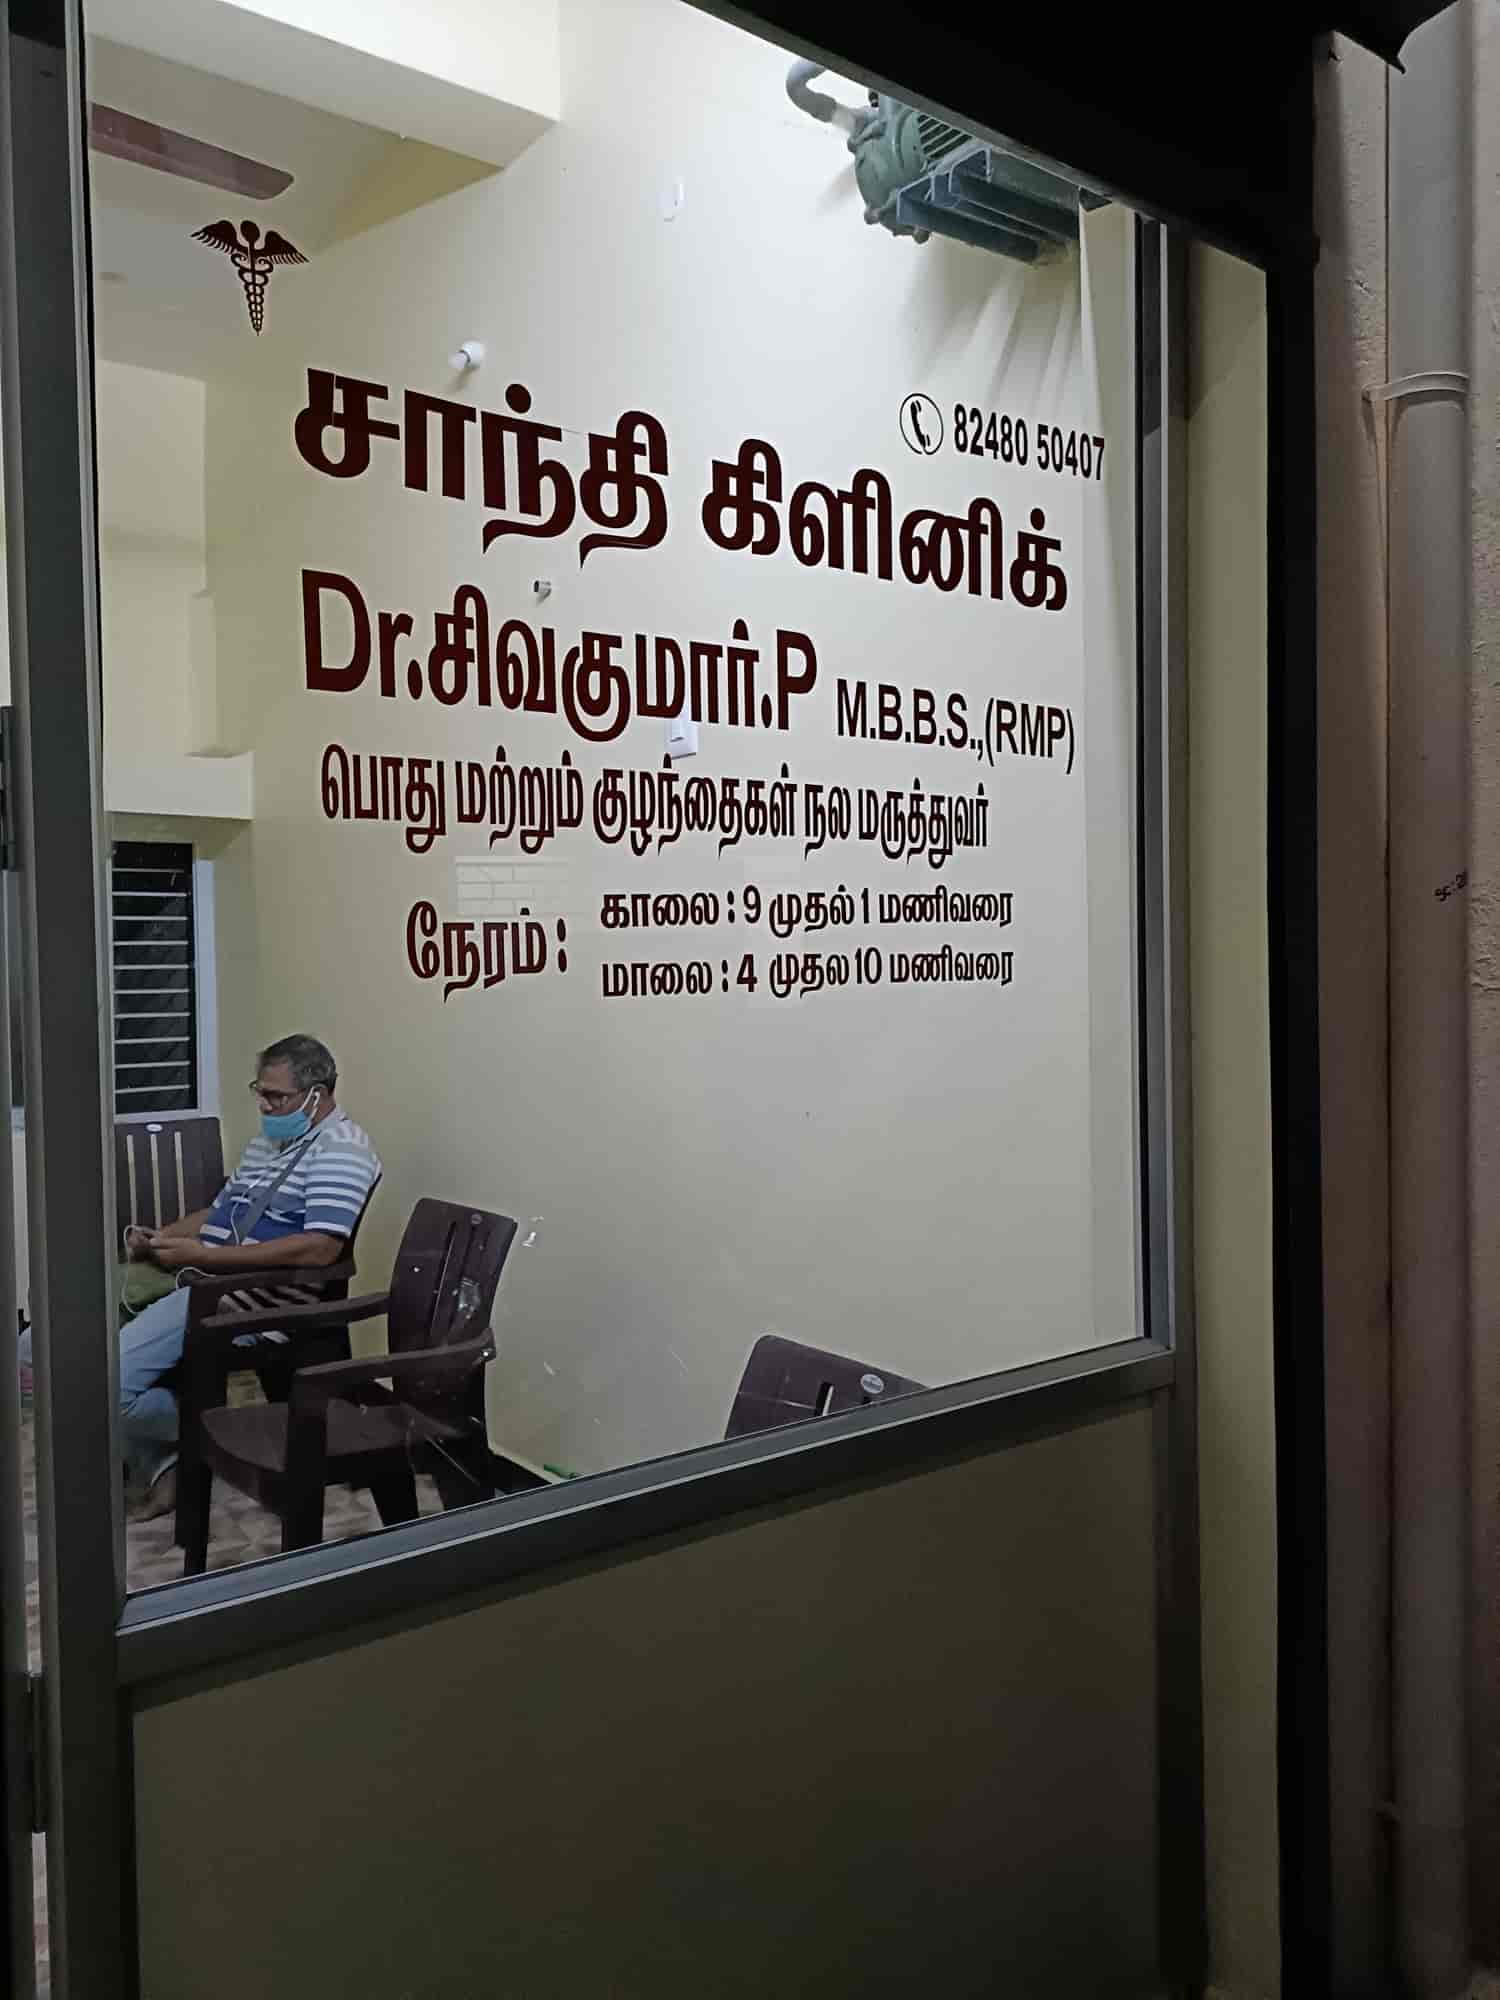 82480 50407
சாந்தி கிளினிக்
Dr.சிவகுமார்.P M.B.B.S.,(RMP)
பொது மற்றும் குழந்தைகள் நல மருத்துவர்
நேரம் : காலை : 9 முதல் 1 மணிவரை
மாலை : 4 முதல 10 மணிவரை